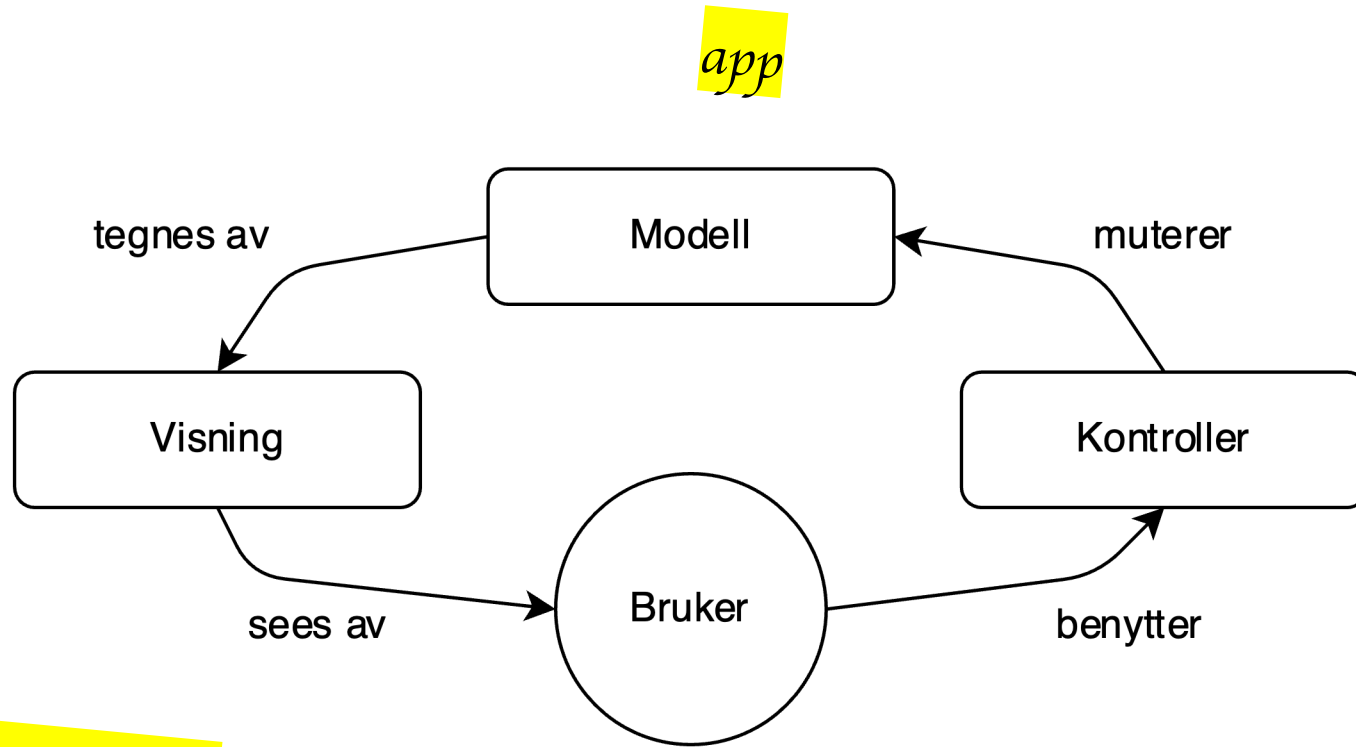 app
tegnes av
Modell
muterer
Visning
Kontroller
sees av
Bruker
benytter